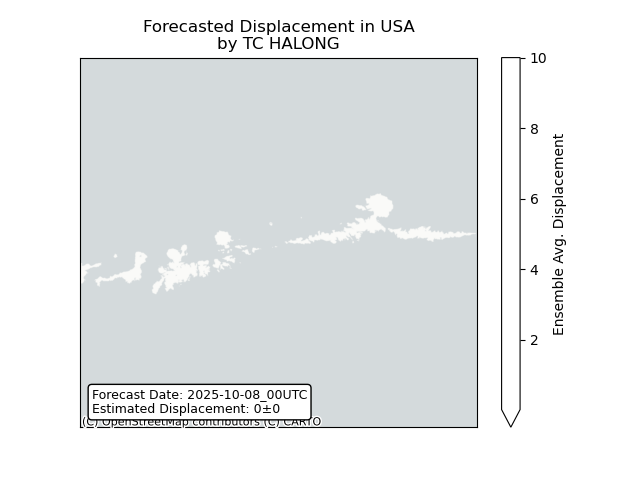 Forecasted Displacement in USA
by TC HALONG
10
8
6
4
2
Ensemble Avg. Displacement
Forecast Date: 2025-10-08_00UTC
Estimated Displacement: 0±0
(C) OpenStreetMap contributors (C) CARTO